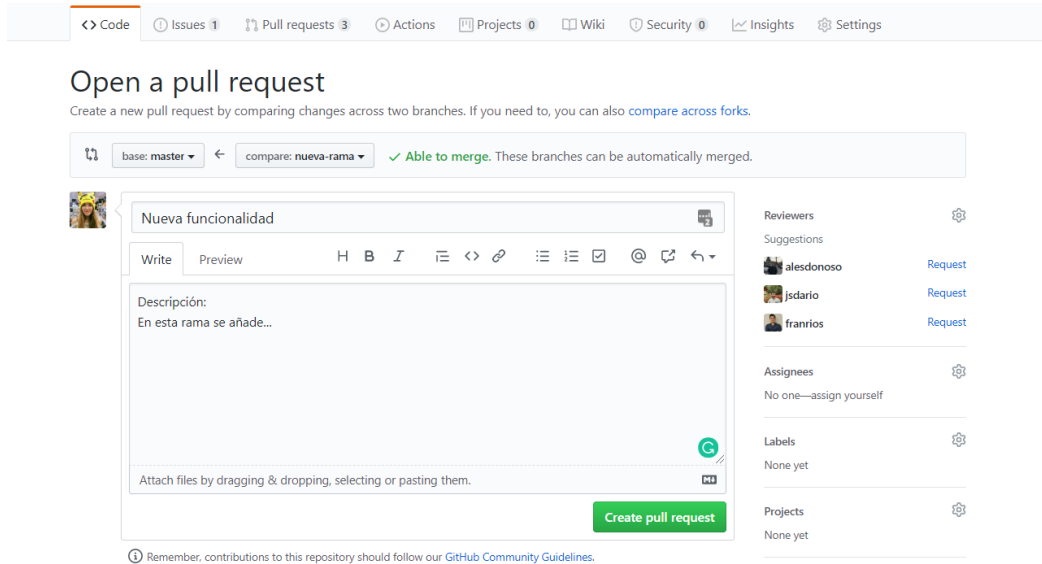 Code Issues 1 Pull requests 3 Actions Projects 0 Wiki Security 0 Insights Settings
Open a pull request
Create a new pull request by comparing changes across two branches. If you need to, you can also compare across forks.
base: master compare: nueva-rama Able to merge. These branches can be automatically merged.
Nueva funcionalidad
2
Write Preview
H B I
Descripción:
En esta rama se añade...
G
Attach files by dragging & dropping, selecting or pasting them.
Create pull request
Remember, contributions to this repository should follow our GitHub Community Guidelines.
Reviewers
Suggestions
alesdonoso Request
jsdario Request
franrios Request
Assignees
No one—assign yourself
Labels
None yet
Projects
None yet